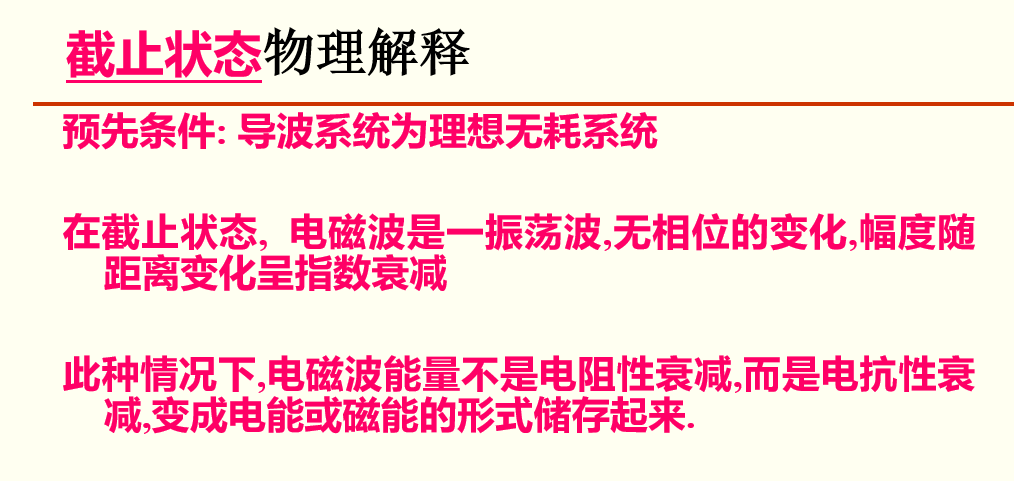 截止状态物理解释
预先条件: 导波系统为理想无耗系统
在截止状态, 电磁波是一振荡波,无相位的变化,幅度随
距离变化呈指数衰减
此种情况下,电磁波能量不是电阻性衰减,而是电抗性衰
减,变成电能或磁能的形式储存起来.